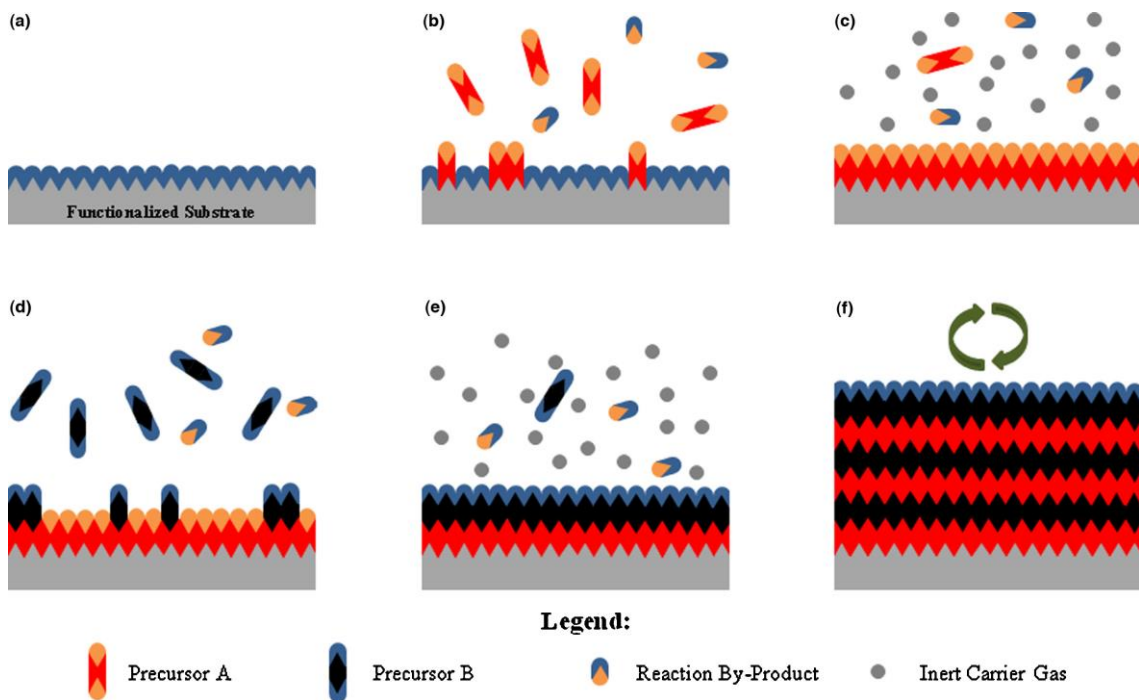 (a)
(b)
(c)
Functionalized Substrate
(d)
(e)
(f)
Legend:
Precursor A
Precursor B
Reaction By-Product
Inert Carrier Gas